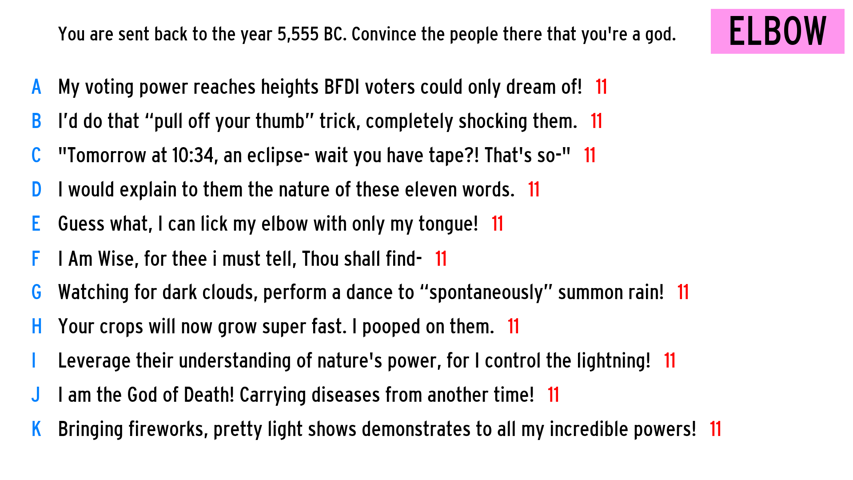 You are sent back to the year 5,555 BC. Convince the people there that you're a god.
ELBOW
A My voting power reaches heights BFDI voters could only dream of! 11
B I'd do that “pull off your thumb” trick, completely shocking them. 11
C "Tomorrow at 10:34, an eclipse- wait you have tape?! That's so-" 11
D I would explain to them the nature of these eleven words. 11
E Guess what, I can lick my elbow with only my tongue! 11
F I Am Wise, for thee i must tell, Thou shall find- 11
G Watching for dark clouds, perform a dance to “spontaneously” summon rain! 11
H Your crops will now grow super fast. I pooped on them. 11
I Leverage their understanding of nature's power, for I control the lightning! 11
J I am the God of Death! Carrying diseases from another time! 11
K Bringing fireworks, pretty light shows demonstrates to all my incredible powers! 11